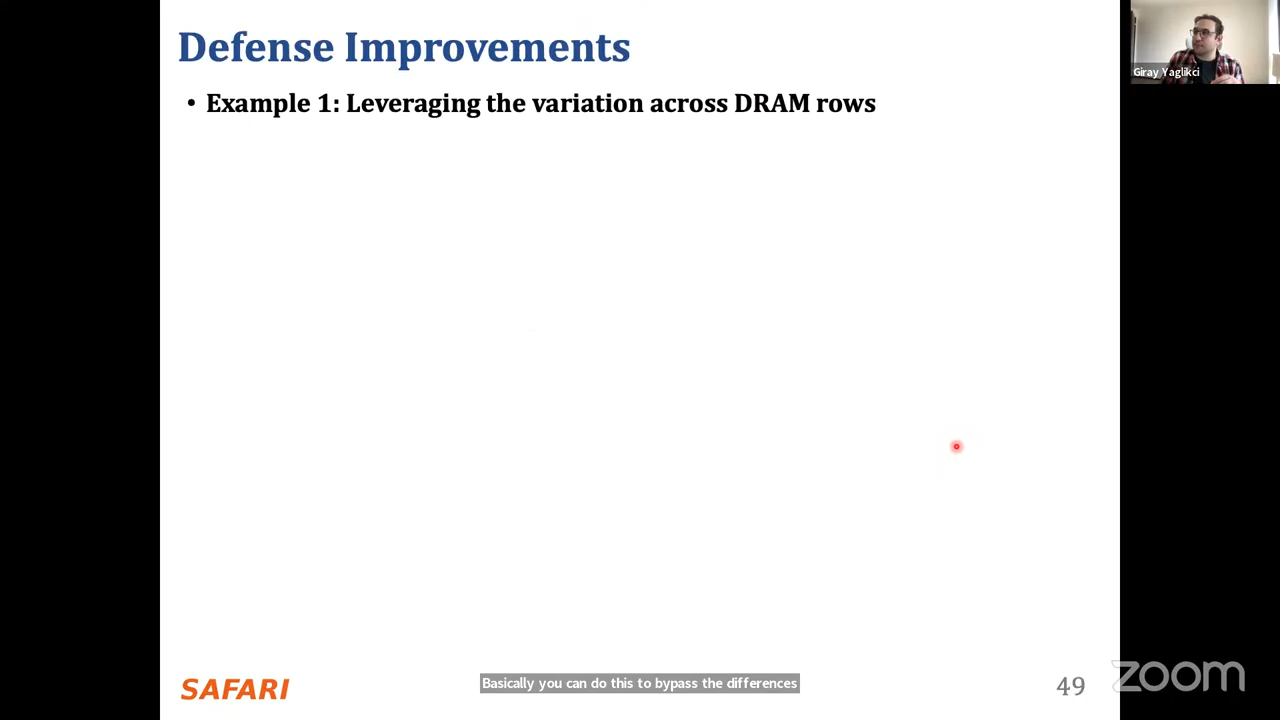 Defense Improvements
• Example 1: Leveraging the variation across DRAM rows
Giray Yaglikci
SAFARI
Basically you can do this to bypass the differences
49
zoom